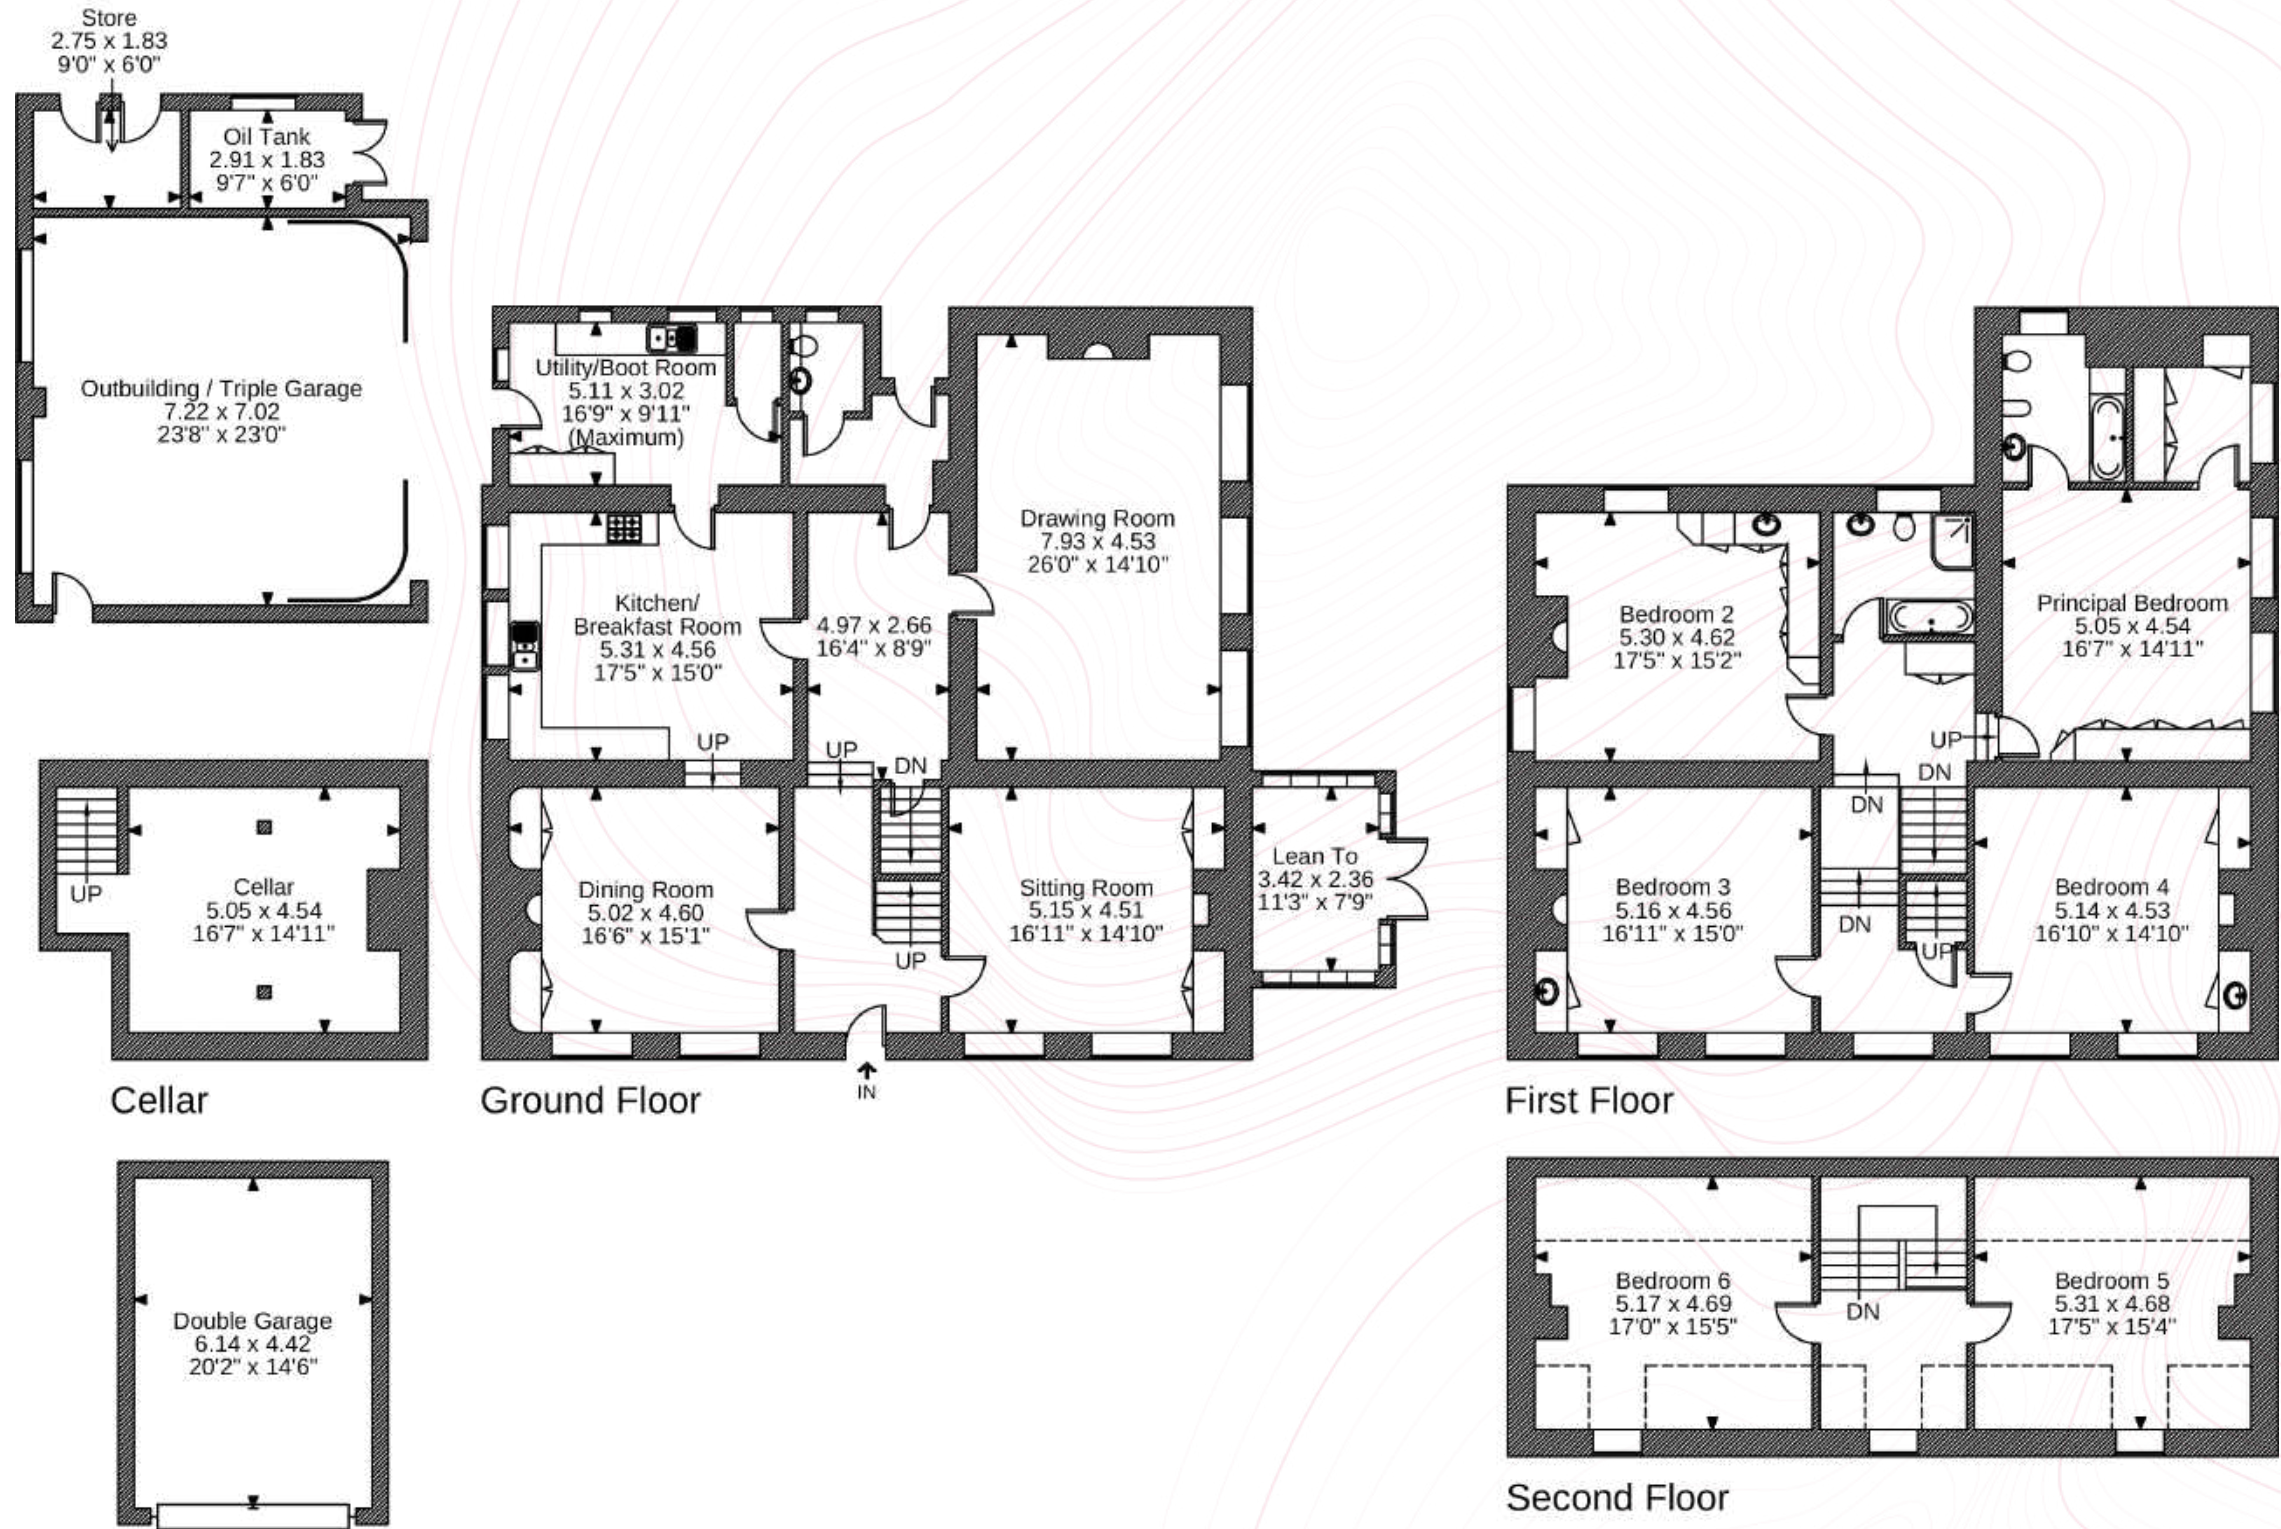 Store
2.75 x 1.83
9'0" x 6'0"
Oil Tank
2.91 x 1.83
9'7" x 6'0"
Outbuilding / Triple Garage
7.22 x 7.02
23'8" x 23'0"
UP
Cellar
5.05 x 4.54
16'7" x 14'11"
Cellar
Double Garage
6.14 x 4.42
20'2" x 14'6"
Utility/Boot Room
5.11 x 3.02
16'9" x 9'11"
(Maximum)
Kitchen/
Breakfast Room
5.31 x 4.56
17'5" x 15'0"
4.97 x 2.66
16'4" x 8'9"
Drawing Room
7.93 x 4.53
26'0" x 14'10"
UP
UP
DN
Dining Room
5.02 x 4.60
16'6" x 15'1"
UP
Sitting Room
5.15 x 4.51
16'11" x 14'10"
Lean To
3.42 x 2.36
11'3" x 7'9"
IN
Ground Floor
Bedroom 2
5.30 x 4.62
17'5" x 15'2"
Principal Bedroom
5.05 x 4.54
16'7" x 14'11"
UP
DN
DN
Bedroom 3
5.16 x 4.56
16'11" x 15'0"
DN
UP
Bedroom 4
5.14 x 4.53
16'10" x 14'10"
First Floor
Bedroom 6
5.17 x 4.69
17'0" x 15'5"
DN
Bedroom 5
5.31 x 4.68
17'5" x 15'4"
Second Floor